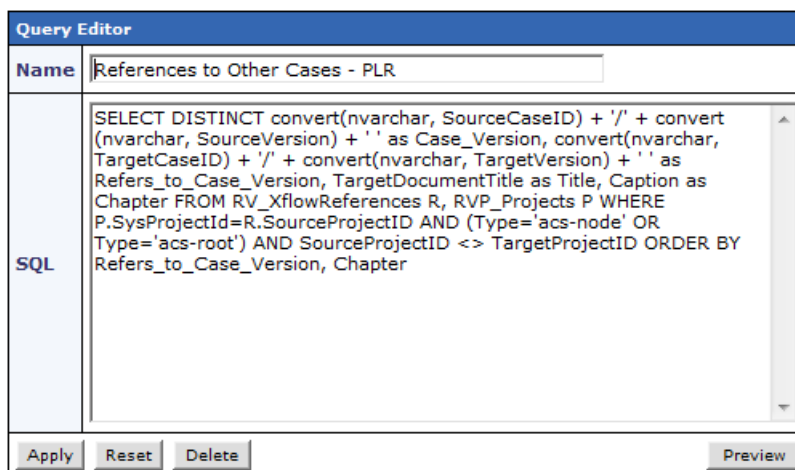 Query Editor
Name References to Other Cases - PLR
SELECT DISTINCT convert(nvarchar, SourceCaseID) + '/' + convert
(nvarchar, SourceVersion) + ' ' as Case_Version, convert(nvarchar,
TargetCaseID) + '/' + convert(nvarchar, TargetVersion) + ' ' as
Refers_to_Case_Version, TargetDocumentTitle as Title, Caption as
Chapter FROM RV_XflowReferences R, RVP_Projects P WHERE
P.SysProjectId=R.SourceProjectID AND (Type='acs-node' OR
Type='acs-root') AND SourceProjectID <> TargetProjectID ORDER BY
SQL Refers_to_Case_Version, Chapter
Apply Reset Delete Preview